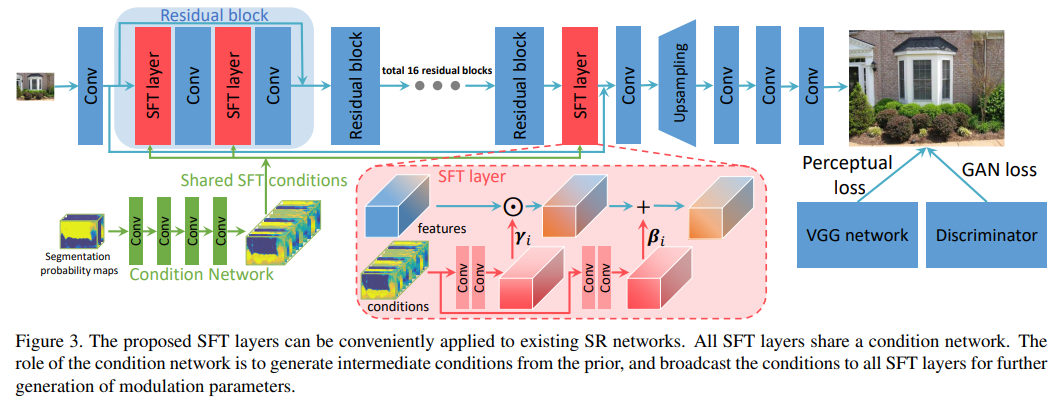 Residual block
Conv
SFT layer
Conv
SFT layer
Conv
Residual block
total 16 residual blocks
Residual block
SFT layer
Conv
Upsampling
Conv
Conv
Shared SFT conditions
Segmentation
probability maps
Conv
Conv
Conv
Conv
Condition Network
SFT layer
features
⊙
+
γi
βi
conditions
Conv
Conv
Conv
Conv
Perceptual
loss
GAN loss
VGG network
Discriminator
Figure 3. The proposed SFT layers can be conveniently applied to existing SR networks. All SFT layers share a condition network. The
role of the condition network is to generate intermediate conditions from the prior, and broadcast the conditions to all SFT layers for further
generation of modulation parameters.